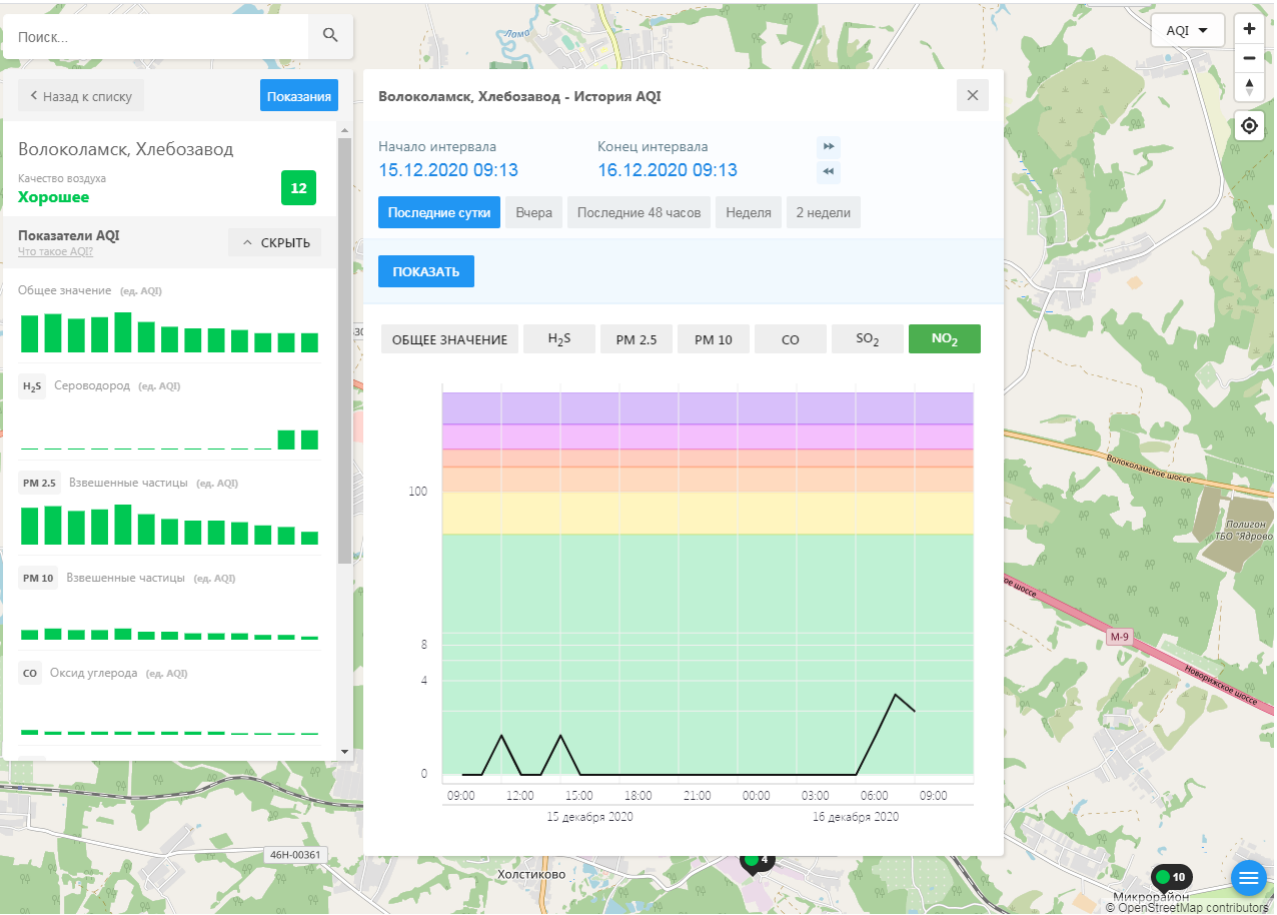 Лама
Поиск...
AQI
Назад к списку
Показания
Волоколамск, Хлебозавод - История AQI
Волоколамск, Хлебозавод
Качество воздуха
Хорошее
12
Начало интервала
Конец интервала
15.12.2020 09:13
16.12.2020 09:13
Последние сутки
Вчера
Последние 48 часов
Неделя
2 недели
Показатели AQI
Что такое AQI?
СКРЫТЬ
ПОКАЗАТЬ
Общее значение (ед. AQI)
H₂S Сероводород (ед. AQI)
PM 2.5 Взвешенные частицы (ед. AQI)
PM 10 Взвешенные частицы (ед. AQI)
CO Оксид углерода (ед. AQI)
ОБЩЕЕ ЗНАЧЕНИЕ
H₂S
PM 2.5
PM 10
CO
SO₂
NO₂
100
8
4
0
09:00 12:00 15:00 18:00 21:00 00:00 03:00 06:00 09:00
15 декабря 2020
16 декабря 2020
Волоколамское шоссе
Полигон
ТБО "Ядрово
ое шоссе
М-9
Новорижское шоссе
46Н-00361
Холстиково
4
10
Микрорайон
© OpenStreetMap contributors